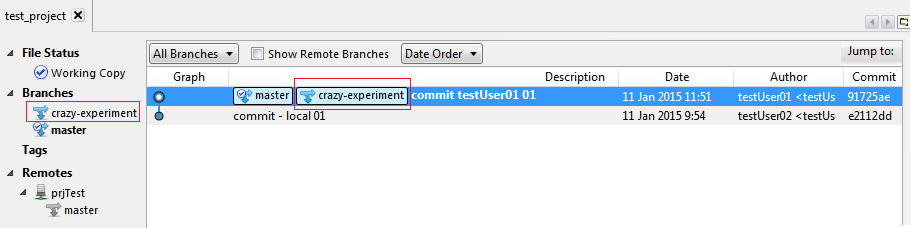 test_project
File Status
Working Copy
Branches
crazy-experiment
master
Tags
Remotes
prjTest
master
All Branches Show Remote Branches Date Order Jump to:
Graph Description Date Author Commit
master crazy-experiment commit testUser01 01 11 Jan 2015 11:51 testUser01 <testUs 91725ae
commit - local 01 11 Jan 2015 9:54 testUser02 <testUs e2112dd